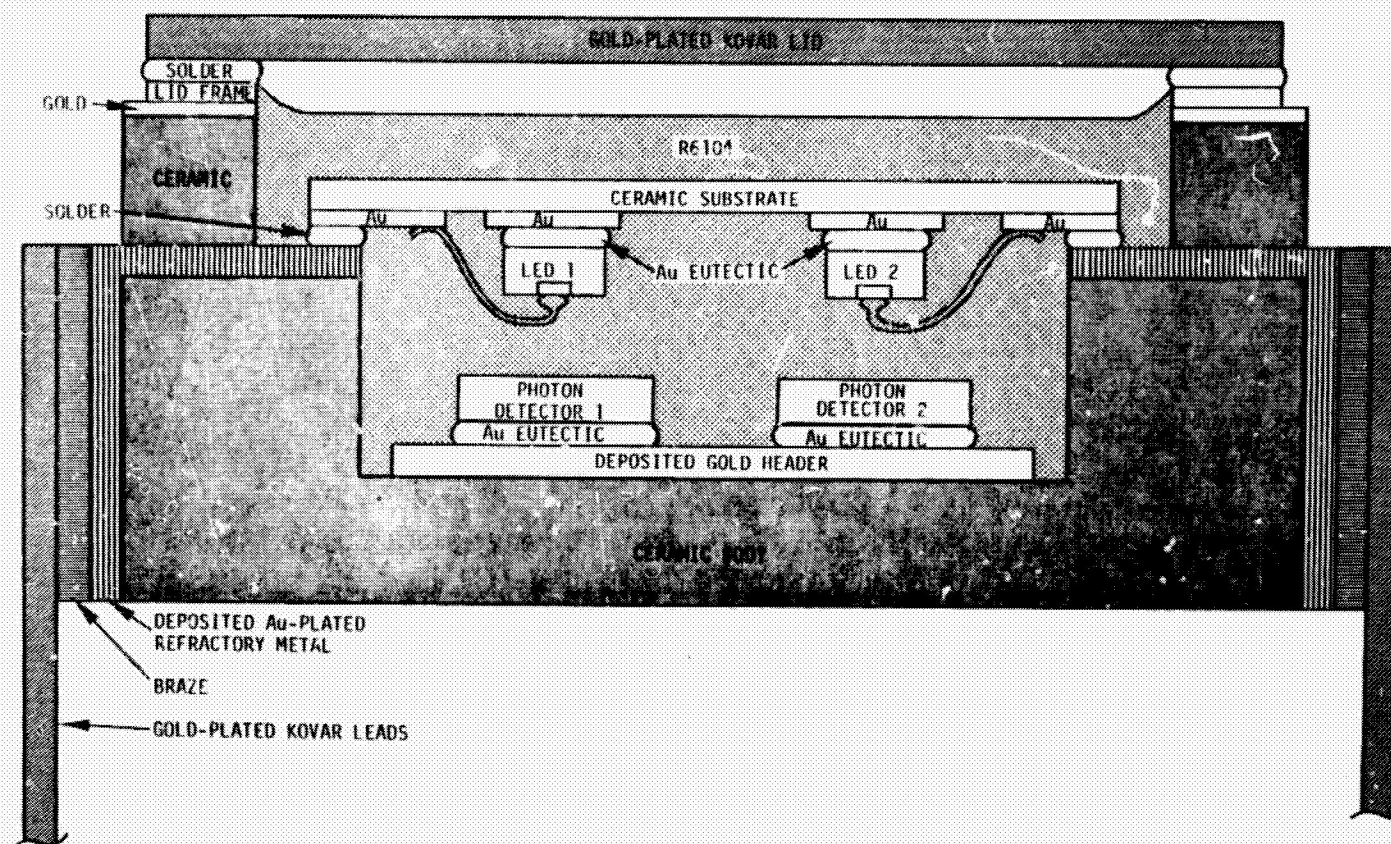 GOLD-PLATED KOVAR LID
SOLDER
LID FRAME
GOLD
R6104
CERAMIC
CERAMIC SUBSTRATE
SOLDER
Au
Au
Au
Au
LED 1
Au EUTECTIC
LED 2
PHOTON
DETECTOR 1
PHOTON
DETECTOR 2
Au EUTECTIC
Au EUTECTIC
DEPOSITED GOLD HEADER
CERAMIC BODY
DEPOSITED Au-PLATED
REFRACTORY METAL
BRAZE
GOLD-PLATED KOVAR LEADS